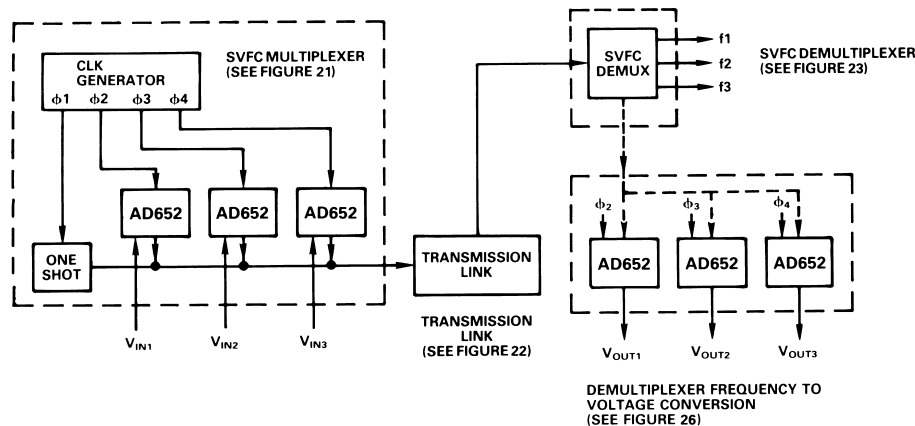 CLK
GENERATOR
ϕ1 ϕ2 ϕ3 ϕ4
SVFC MULTIPLEXER
(SEE FIGURE 21)
AD652
AD652
AD652
ONE
SHOT
VIN1
VIN2
VIN3
TRANSMISSION LINK
TRANSMISSION
LINK
(SEE FIGURE 22)
SVFC
DEMUX
f1
f2
f3
SVFC DEMULTIPLEXER
(SEE FIGURE 23)
ϕ2
ϕ3
ϕ4
AD652
AD652
AD652
VOUT1
VOUT2
VOUT3
DEMULTIPLEXER FREQUENCY TO
VOLTAGE CONVERSION
(SEE FIGURE 26)